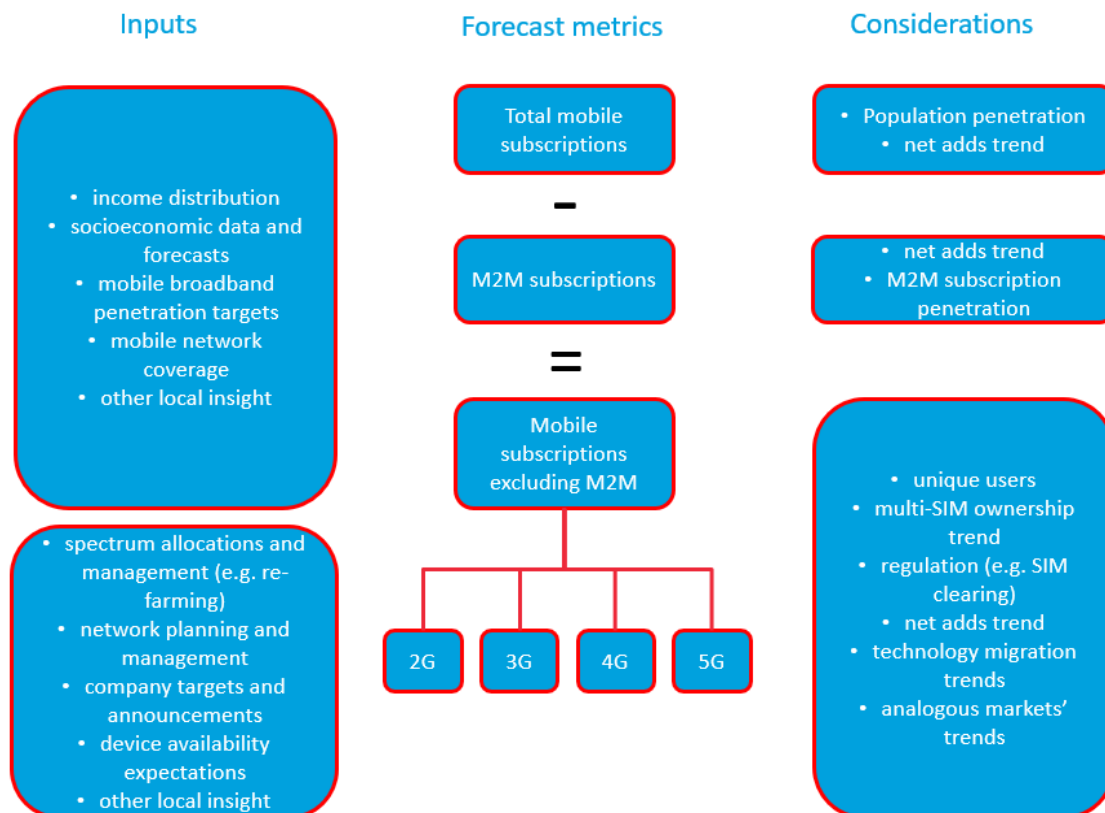 Inputs
Forecast metrics
Considerations
• income distribution
• socioeconomic data and
forecasts
• mobile broadband
penetration targets
• mobile network
coverage
• other local insight
• spectrum allocations and
management (e.g. re-
farming)
• network planning and
management
• company targets and
announcements
• device availability
expectations
• other local insight
Total mobile
subscriptions
-
M2M subscriptions
=
Mobile
subscriptions
excluding M2M
2G
3G
4G
5G
• Population penetration
• net adds trend
• net adds trend
• M2M subscription
penetration
• unique users
• multi-SIM ownership
trend
• regulation (e.g. SIM
clearing)
• net adds trend
• technology migration
trends
• analogous markets’
trends